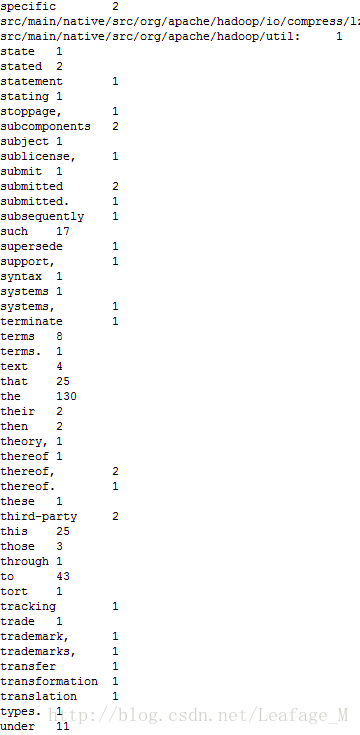 specific 2
src/main/native/src/org/apache/hadoop/io/compress/lz
src/main/native/src/org/apache/hadoop/util: 1
state 1
stated 2
statement 1
stating 1
stoppage, 1
subcomponents 2
subject 1
sublicense, 1
submit 1
submitted 2
submitted. 1
subsequently 1
such 17
supersede 1
support, 1
syntax 1
systems 1
systems, 1
terminate 1
terms 8
terms. 1
text 4
that 25
the 130
their 2
then 2
theory, 1
thereof 1
thereof, 2
thereof. 1
these 1
third-party 2
this 25
those 3
through 1
to 43
tort 1
tracking 1
trade 1
trademark, 1
trademarks, 1
transfer 1
transformation 1
translation 1
types. 1
http://blog.csdn.net/Leafage_M
under 11